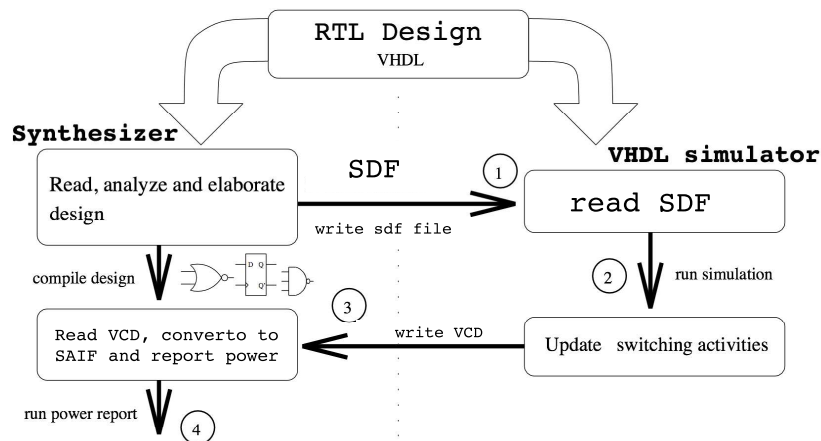 RTL Design
VHDL
Synthesizer
VHDL simulator
Read, analyze and elaborate
design
SDF
1
write sdf file
read SDF
compile design
D Q
Q'
2
run simulation
3
Read VCD, converto to
SAIF and report power
write VCD
Update switching activities
run power report
4